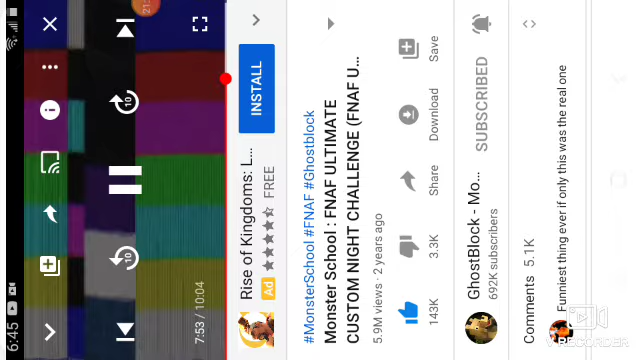 6:45
7:53 / 10:04
10
10
Rise of Kingdoms: L...
Ad
FREE
INSTALL
#MonsterSchool #FNAF #Ghostblock
Monster School : FNAF ULTIMATE
CUSTOM NIGHT CHALLENGE (FNAF U...
5.9M views · 2 years ago
143K
3.3K
Share
Download
Save
GhostBlock - Mo...
692K subscribers
SUBSCRIBED
Comments 5.1K
Funniest thing ever if only this was the real one
V RECORDER